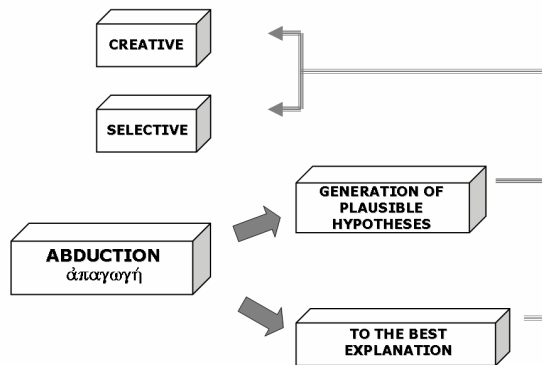 CREATIVE
SELECTIVE
GENERATION OF
PLAUSIBLE
HYPOTHESES
ABDUCTION
ἀπαγωγή
TO THE BEST
EXPLANATION